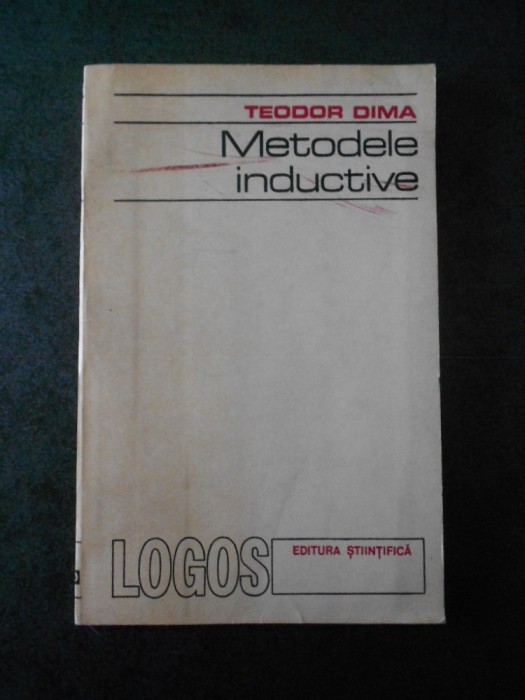 TEODOR DIMA
Metodele
inductive
LOGOS
EDITURA ŞTIINŢIFICĂ